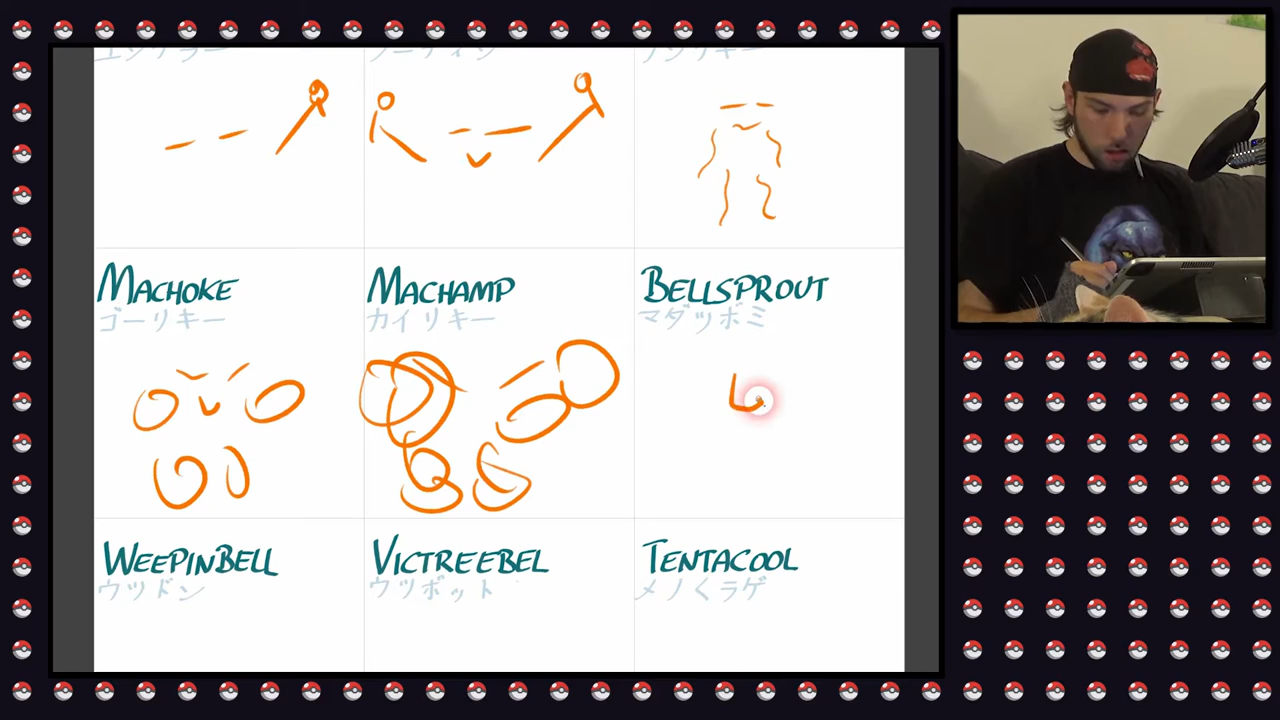 MACHOKE
ゴーリキー
MACHAMP
カイリキー
BELLSPROUT
マダツボミ
WEEPINBELL
ウツドン
VICTREEBEL
ウツボット
TENTACOOL
メノくラゲ